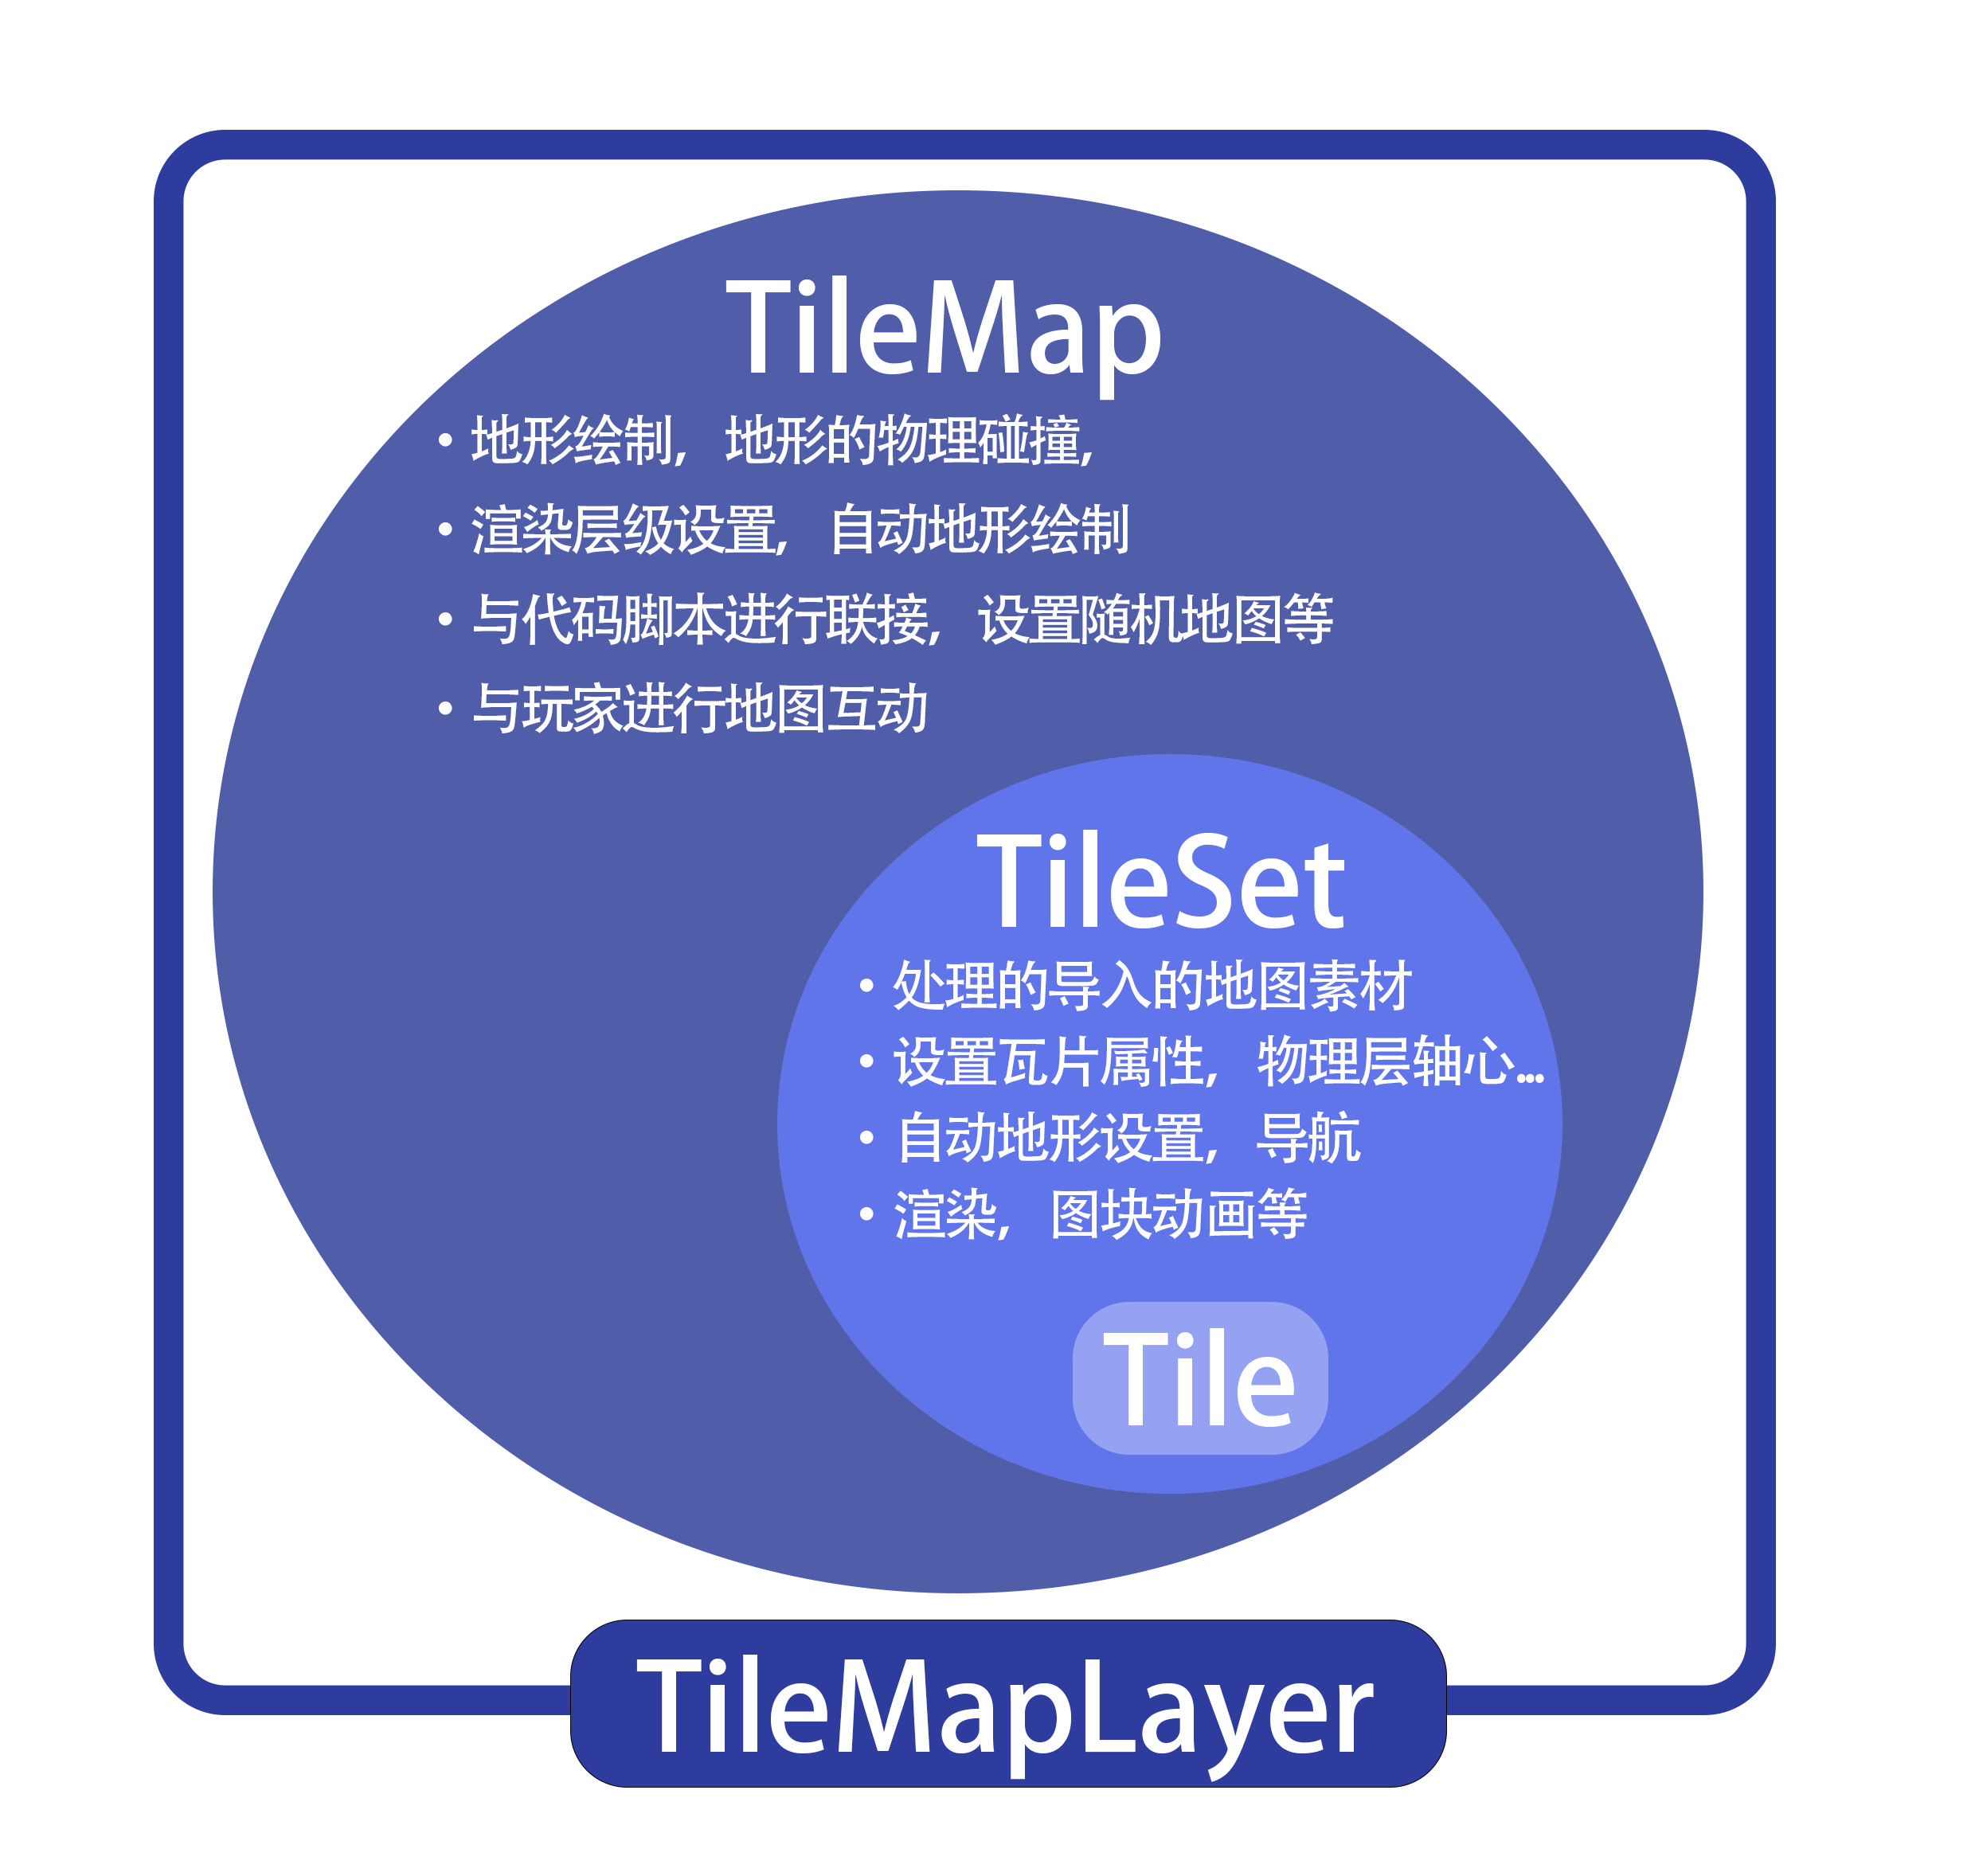 TileMap
• 地形绘制, 地形的物理碰撞,
• 渲染层级设置, 自动地形绘制
• 与代码脚本进行联接, 设置随机地图等
• 与玩家进行地图互动
TileSet
• 处理的导入的地图素材
• 设置瓦片属性, 物理层轴心...
• 自动地形设置, 导航
• 渲染, 图块动画等
Tile
TileMapLayer